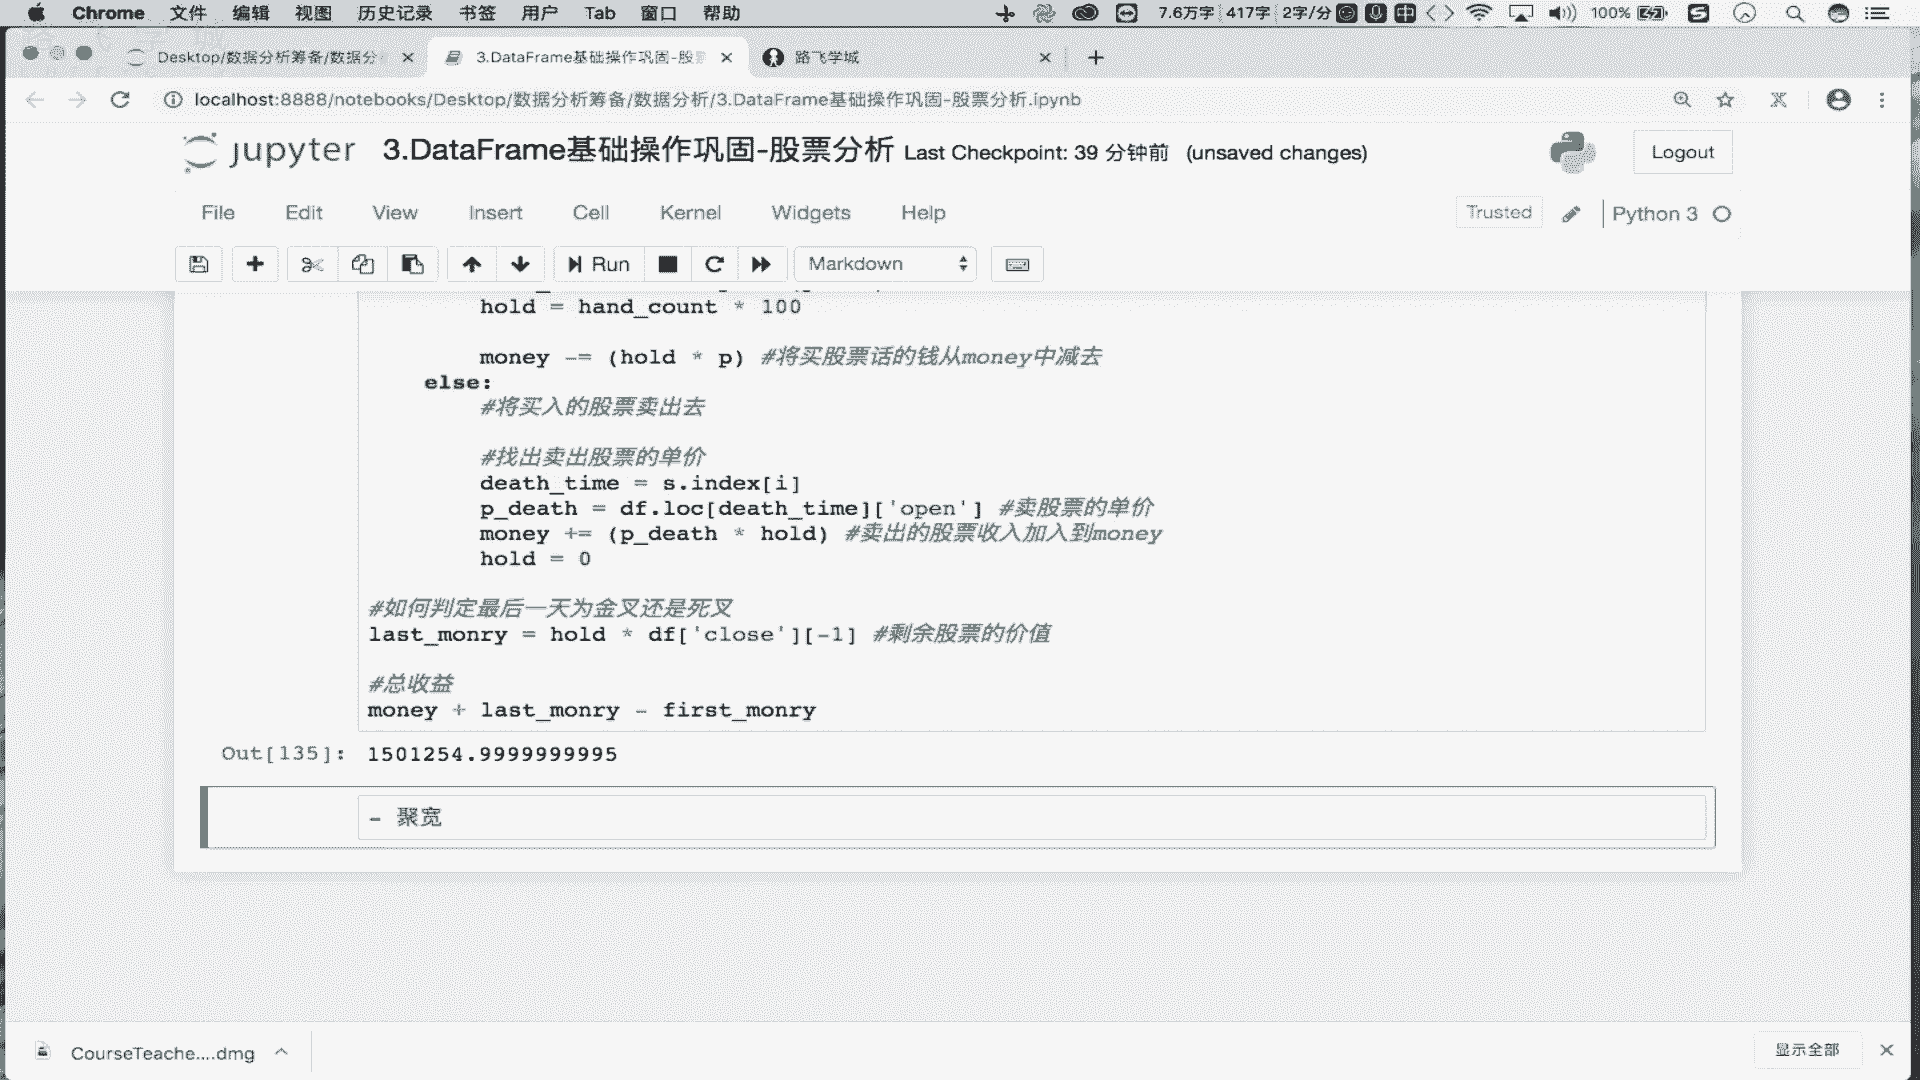 Chrome 文件 编辑 视图 历史记录 书签 用户 Tab 窗口 帮助 7.6万字 417字 2字/分 中 100%
Desktop/数据分析筹备/数据分 3.DataFrame基础操作巩固-股 路飞学城
localhost:8888/notebooks/Desktop/数据分析筹备/数据分析/3.DataFrame基础操作巩固-股票分析.ipynb
jupyter 3.DataFrame基础操作巩固-股票分析 Last Checkpoint: 39 分钟前 (unsaved changes) Logout
File Edit View Insert Cell Kernel Widgets Help Trusted Python 3
Run Markdown
hold = hand_count * 100
money -= (hold * p) #将买股票话的钱从money中减去
else:
#将买入的股票卖出去
#找出卖出股票的单价
death_time = s.index[i]
p_death = df.loc[death_time]['open'] #卖股票的单价
money += (p_death * hold) #卖出的股票收入加入到money
hold = 0
#如何判定最后一天为金叉还是死叉
last_monry = hold * df['close'][-1] #剩余股票的价值
#总收益
money + last_monry - first_monry
Out[135]: 1501254.9999999995
- 聚宽
CourseTeache....dmg 显示全部